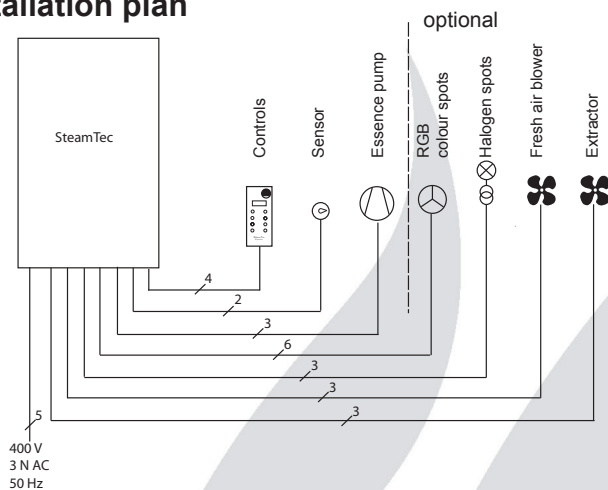 tallation plan
optional
SteamTec
Controls
Sensor
Essence pump
RGB
colour spots
Halogen spots
Fresh air blower
Extractor
4
2
3
6
3
3
3
5
400 V
3 N AC
50 Hz